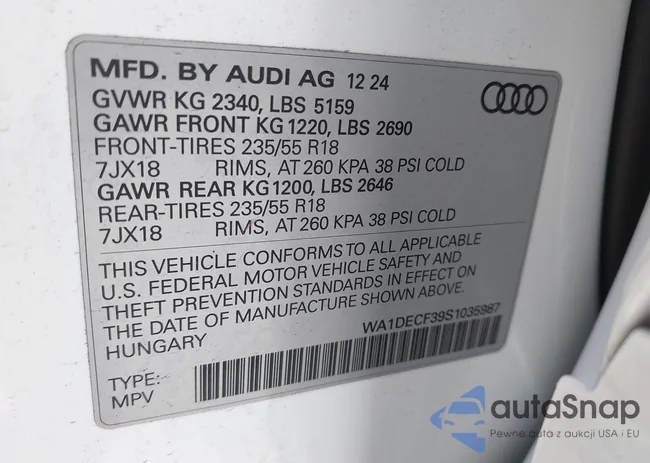 MFD. BY AUDI AG 12 24
GVWR KG 2340, LBS 5159
GAWR FRONT KG 1220, LBS 2690
FRONT-TIRES 235/55 R18
7JX18 RIMS, AT 260 KPA 38 PSI COLD
GAWR REAR KG1200, LBS 2646
REAR-TIRES 235/55 R18
7JX18 RIMS, AT 260 KPA 38 PSI COLD
THIS VEHICLE CONFORMS TO ALL APPLICABLE
U.S. FEDERAL MOTOR VEHICLE SAFETY AND
THEFT PREVENTION STANDARDS IN EFFECT ON
THE DATE OF MANUFACTURE SHOWN ABOVE.
HUNGARY
WA1DECF39S1035987
TYPE:
MPV
autaSnap
Pewne auta z aukcji USA i EU